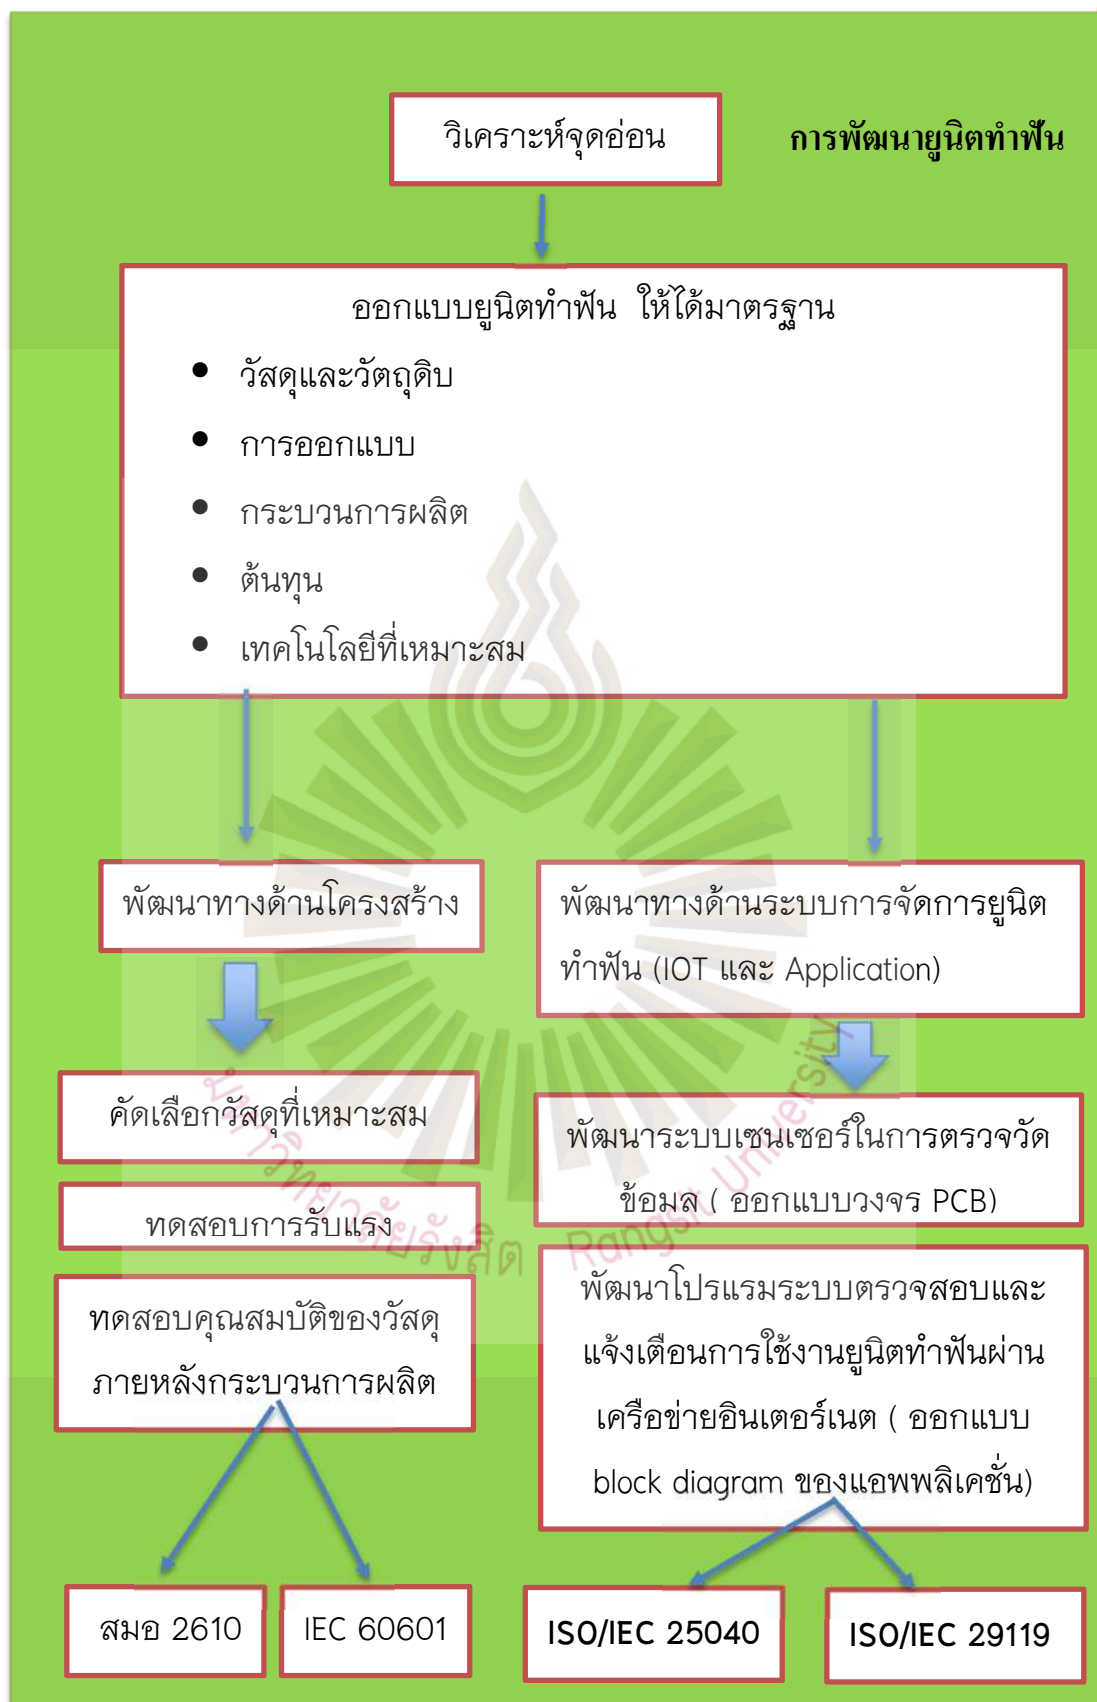 วิเคราะห์จุดอ่อน
การพัฒนายูนิตทำฟัน
ออกแบบยูนิตทำฟัน ให้ได้มาตรฐาน
• วัสดุและวัตถุดิบ
• การออกแบบ
• กระบวนการผลิต
• ต้นทุน
• เทคโนโลยีที่เหมาะสม
พัฒนาทางด้านโครงสร้าง
คัดเลือกวัสดุที่เหมาะสม
ทดสอบการรับแรง
ทดสอบคุณสมบัติของวัสดุ
ภายหลังกระบวนการผลิต
สมอ 2610
IEC 60601
พัฒนาทางด้านระบบการจัดการยูนิต
ทำฟัน (IOT และ Application)
พัฒนาระบบเซนเซอร์ในการตรวจวัด
ข้อมล ( ออกแบบวงจร PCB)
พัฒนาโปรแรมระบบตรวจสอบและ
แจ้งเตือนการใช้งานยูนิตทำฟันผ่าน
เครือข่ายอินเตอร์เนต ( ออกแบบ
block diagram ของแอพพลิเคชั่น)
ISO/IEC 25040
ISO/IEC 29119
มหาวิทยาลัยรังสิต Rangsit University